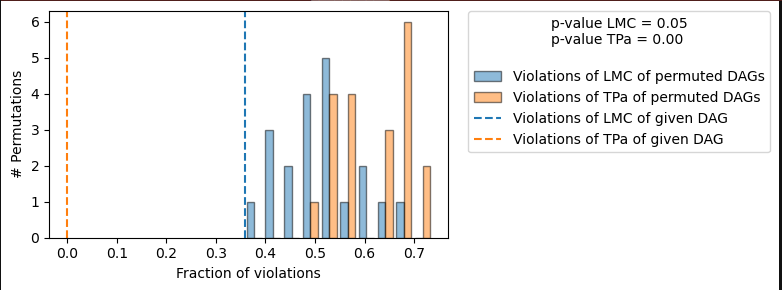 p-value LMC = 0.05
p-value TPa = 0.00
Violations of LMC of permuted DAGs
Violations of TPa of permuted DAGs
Violations of LMC of given DAG
Violations of TPa of given DAG
# Permutations
6
5
4
3
2
1
0
0.0 0.1 0.2 0.3 0.4 0.5 0.6 0.7
Fraction of violations